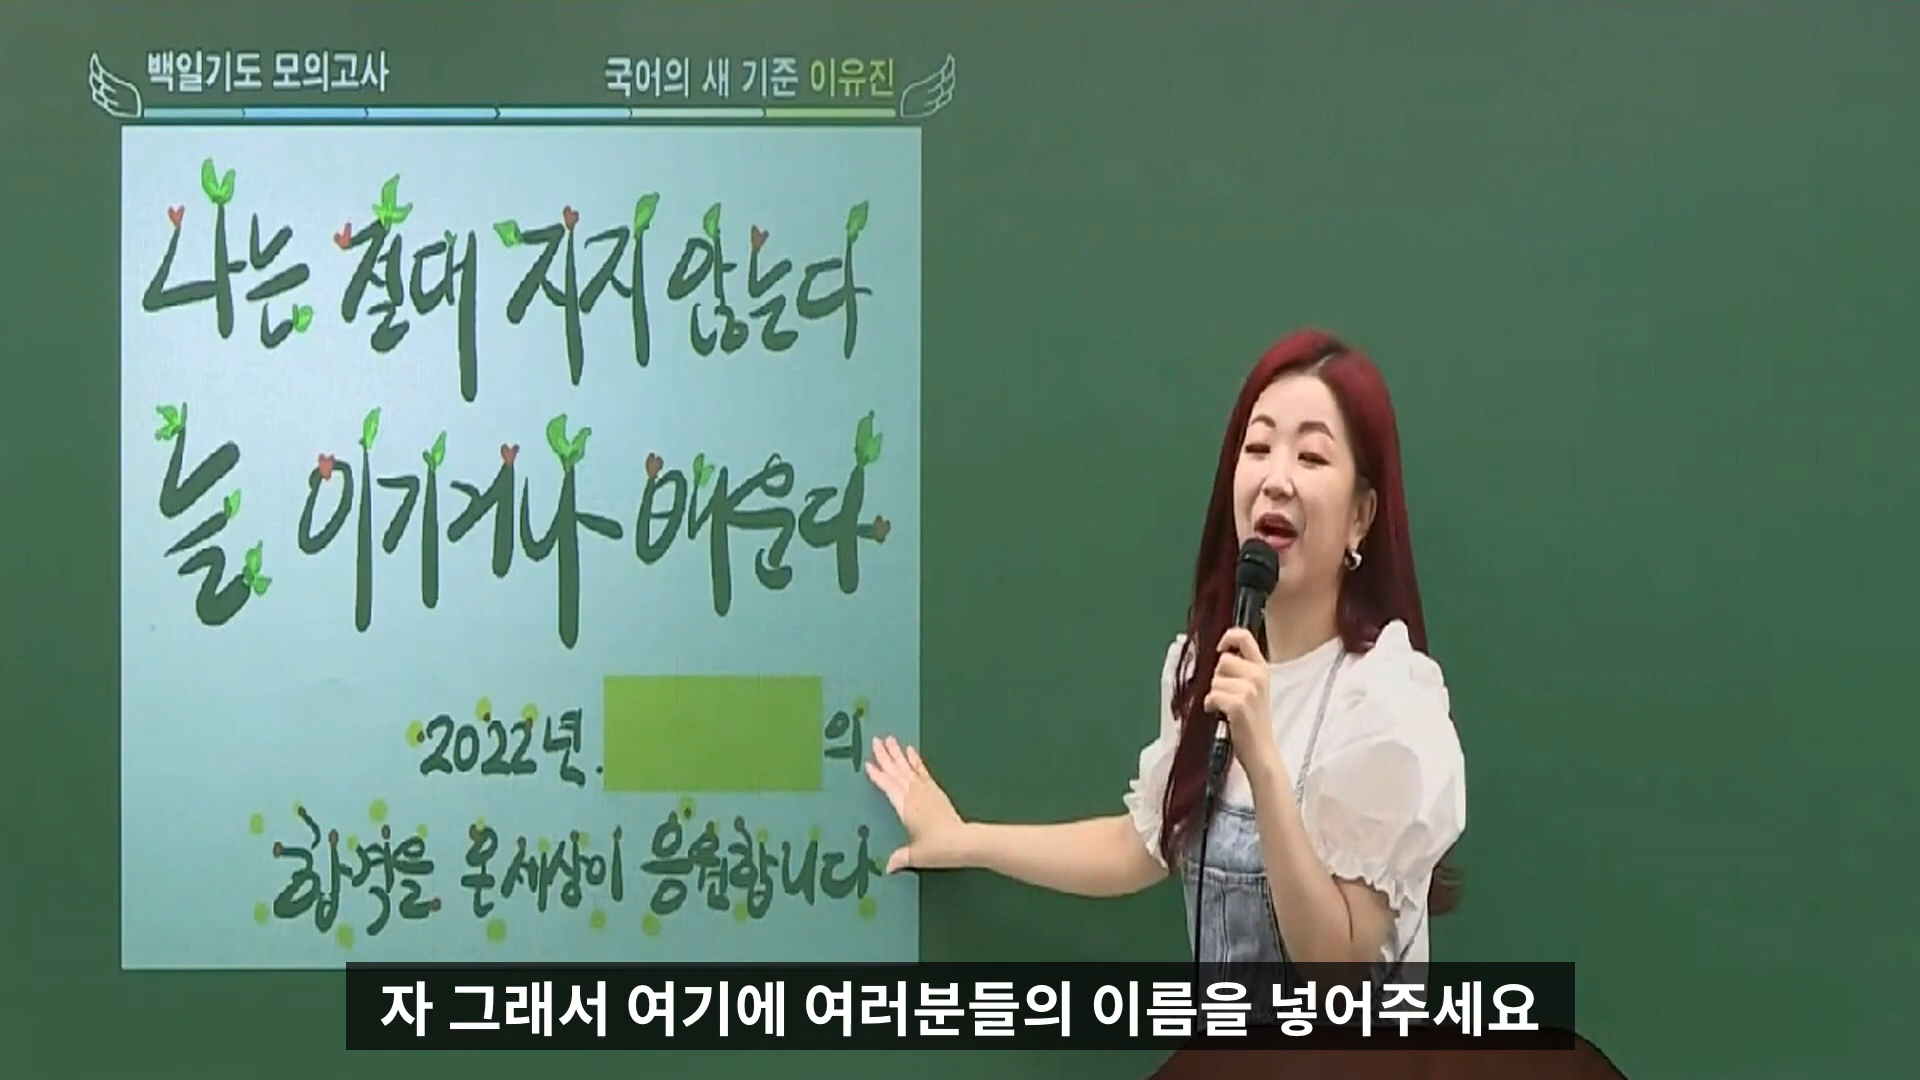 백일기도 모의고사
국어의 새 기준 이유진
나는 절대 지지 않는다
늘 이기거나 배운다
2022년. 의
합격을 온 세상이 응원합니다
자 그래서 여기에 여러분들의 이름을 넣어주세요